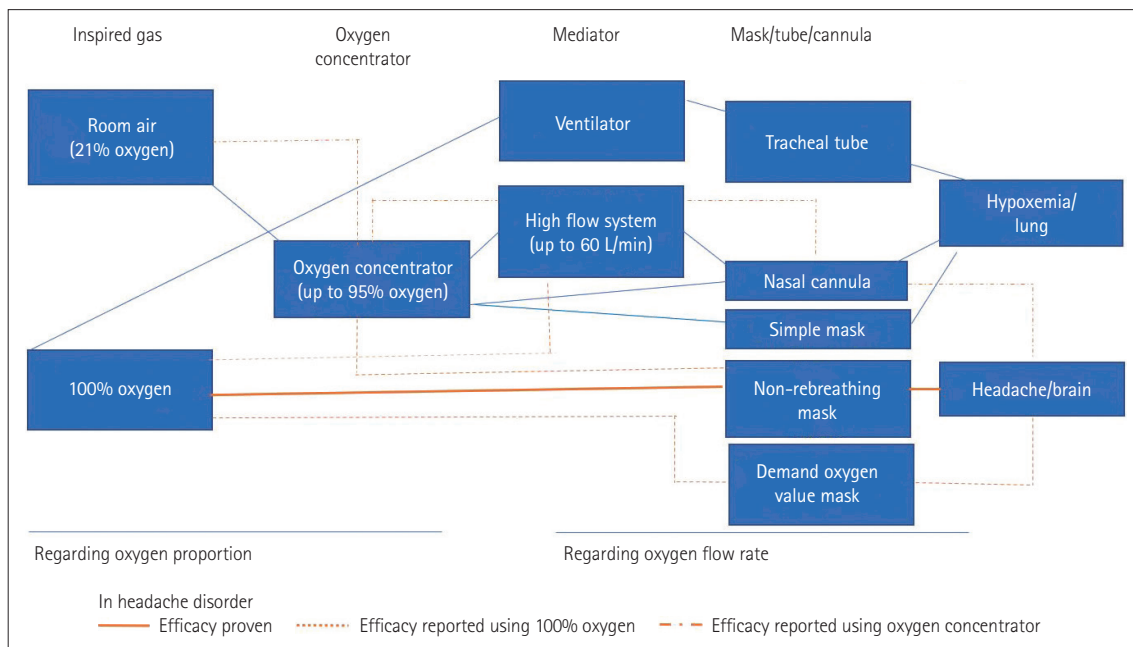 Inspired gas
Oxygen
concentrator
Mediator
Mask/tube/cannula
Room air
(21% oxygen)
Ventilator
Tracheal tube
Hypoxemia/
lung
High flow system
(up to 60 L/min)
Oxygen concentrator
(up to 95% oxygen)
Nasal cannula
Simple mask
100% oxygen
Non-rebreathing
mask
Headache/brain
Demand oxygen
value mask
Regarding oxygen proportion
Regarding oxygen flow rate
In headache disorder
Efficacy proven
Efficacy reported using 100% oxygen
Efficacy reported using oxygen concentrator